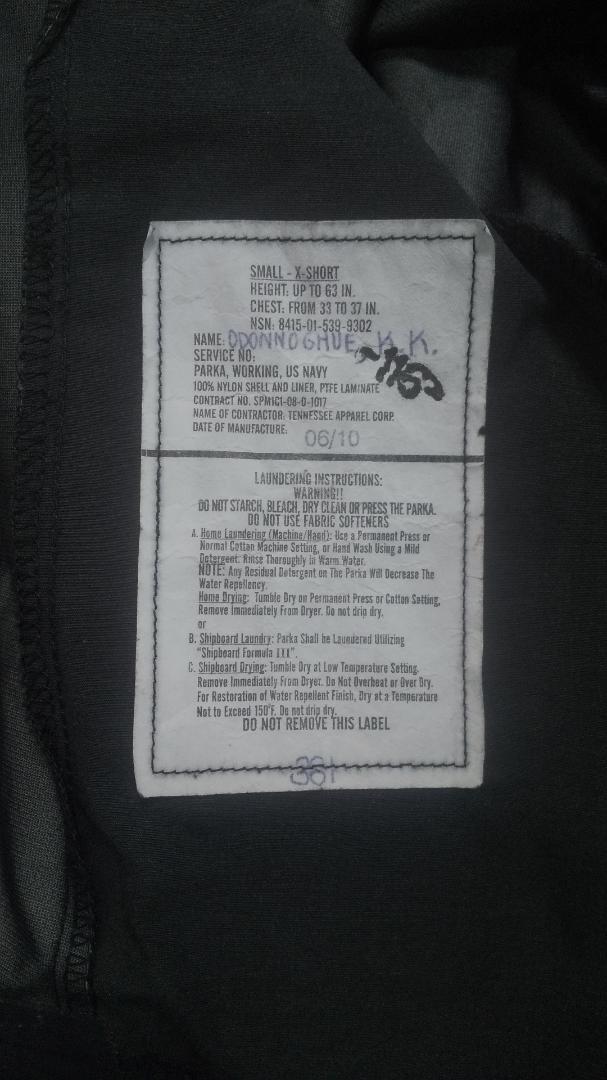 SMALL - X-SHORT
HEIGHT: UP TO 63 IN.
CHEST: FROM 33 TO 37 IN.
NSN: 8415-01-539-9302
NAME: ODONNOGHUE K K.
SERVICE NO:
PARKA, WORKING, US NAVY
100% NYLON SHELL AND LINER, PTFE LAMINATE
CONTRACT NO. SPM1C1-08-D-1017
NAME OF CONTRACTOR: TENNESSEE APPAREL CORP.
DATE OF MANUFACTURE: 06/10
LAUNDERING INSTRUCTIONS:
WARNING!!
DO NOT STARCH, BLEACH, DRY CLEAN OR PRESS THE PARKA.
DO NOT USE FABRIC SOFTENERS
A. Home Laundering (Machine/Hand): Use a Permanent Press or
Normal Cotton Machine Setting, or Hand Wash Using a Mild
Detergent. Rinse Thoroughly in Warm Water.
NOTE: Any Residual Detergent on The Parka Will Decrease The
Water Repellency.
Home Drying: Tumble Dry on Permanent Press or Cotton Setting,
Remove Immediately From Dryer. Do not drip dry.
or
B. Shipboard Laundry: Parka Shall be Laundered Utilizing
"Shipboard Formula III".
C. Shipboard Drying: Tumble Dry at Low Temperature Setting.
Remove Immediately From Dryer. Do Not Overheat or Over Dry.
For Restoration of Water Repellent Finish, Dry at a Temperature
Not to Exceed 150°F. Do not drip dry.
DO NOT REMOVE THIS LABEL
361